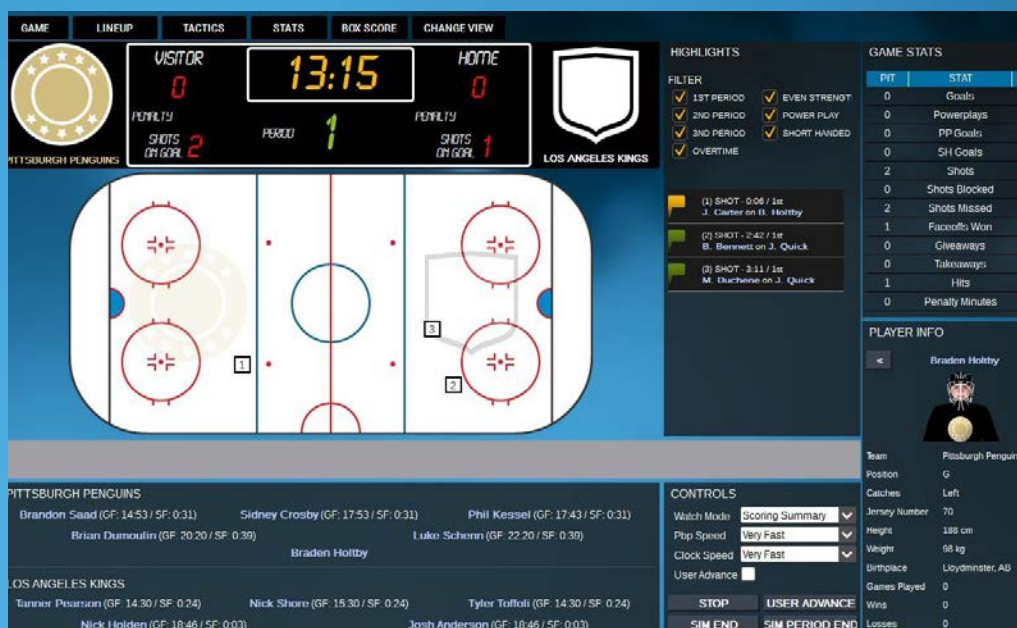 GAME LINEUP TACTICS STATS BOX SCORE CHANGE VIEW
VISITOR
0
PENALTY
SHOTS
ON GOAL 2
13:15
PERIOD 1
HOME
0
PENALTY
SHOTS
ON GOAL 1
PITTSBURGH PENGUINS
LOS ANGELES KINGS
HIGHLIGHTS
FILTER
1ST PERIOD EVEN STRENGT
2ND PERIOD POWER PLAY
3ND PERIOD SHORT HANDED
OVERTIME
(1) SHOT - 0:06 / 1st
J. Carter on B. Holtby
(2) SHOT - 2:42 / 1st
B. Bennett on J. Quick
(3) SHOT - 3:11 / 1st
M. Duchene on J. Quick
GAME STATS
PIT STAT
0 Goals
0 Powerplays
0 PP Goals
0 SH Goals
2 Shots
0 Shots Blocked
2 Shots Missed
1 Faceoffs Won
0 Giveaways
0 Takeaways
1 Hits
0 Penalty Minutes
3
1
2
PLAYER INFO
< Braden Holtby
Team Pittsburgh Penguin
Position G
Catches Left
Jersey Number 70
Height 188 cm
Weight 98 kg
Birthplace Lloydminster, AB
Games Played 0
Wins 0
Losses 0
PITTSBURGH PENGUINS
Brandon Saad (GF: 14:53 / SF: 0:31) Sidney Crosby (GF: 17:53 / SF: 0:31) Phil Kessel (GF: 17:43 / SF: 0:31)
Brian Dumoulin (GF: 20:20 / SF: 0:39) Luke Schenn (GF: 22:20 / SF: 0:39)
Braden Holtby
LOS ANGELES KINGS
Tanner Pearson (GF: 14:30 / SF: 0:24) Nick Shore (GF: 15:30 / SF: 0:24) Tyler Toffoli (GF: 14:30 / SF: 0:24)
Nick Holden (GF: 18:46 / SF: 0:03) Josh Anderson (GF: 18:46 / SF: 0:03)
CONTROLS
Watch Mode Scoring Summary
Pbp Speed Very Fast
Clock Speed Very Fast
User Advance
STOP USER ADVANCE
SIM END SIM PERIOD END